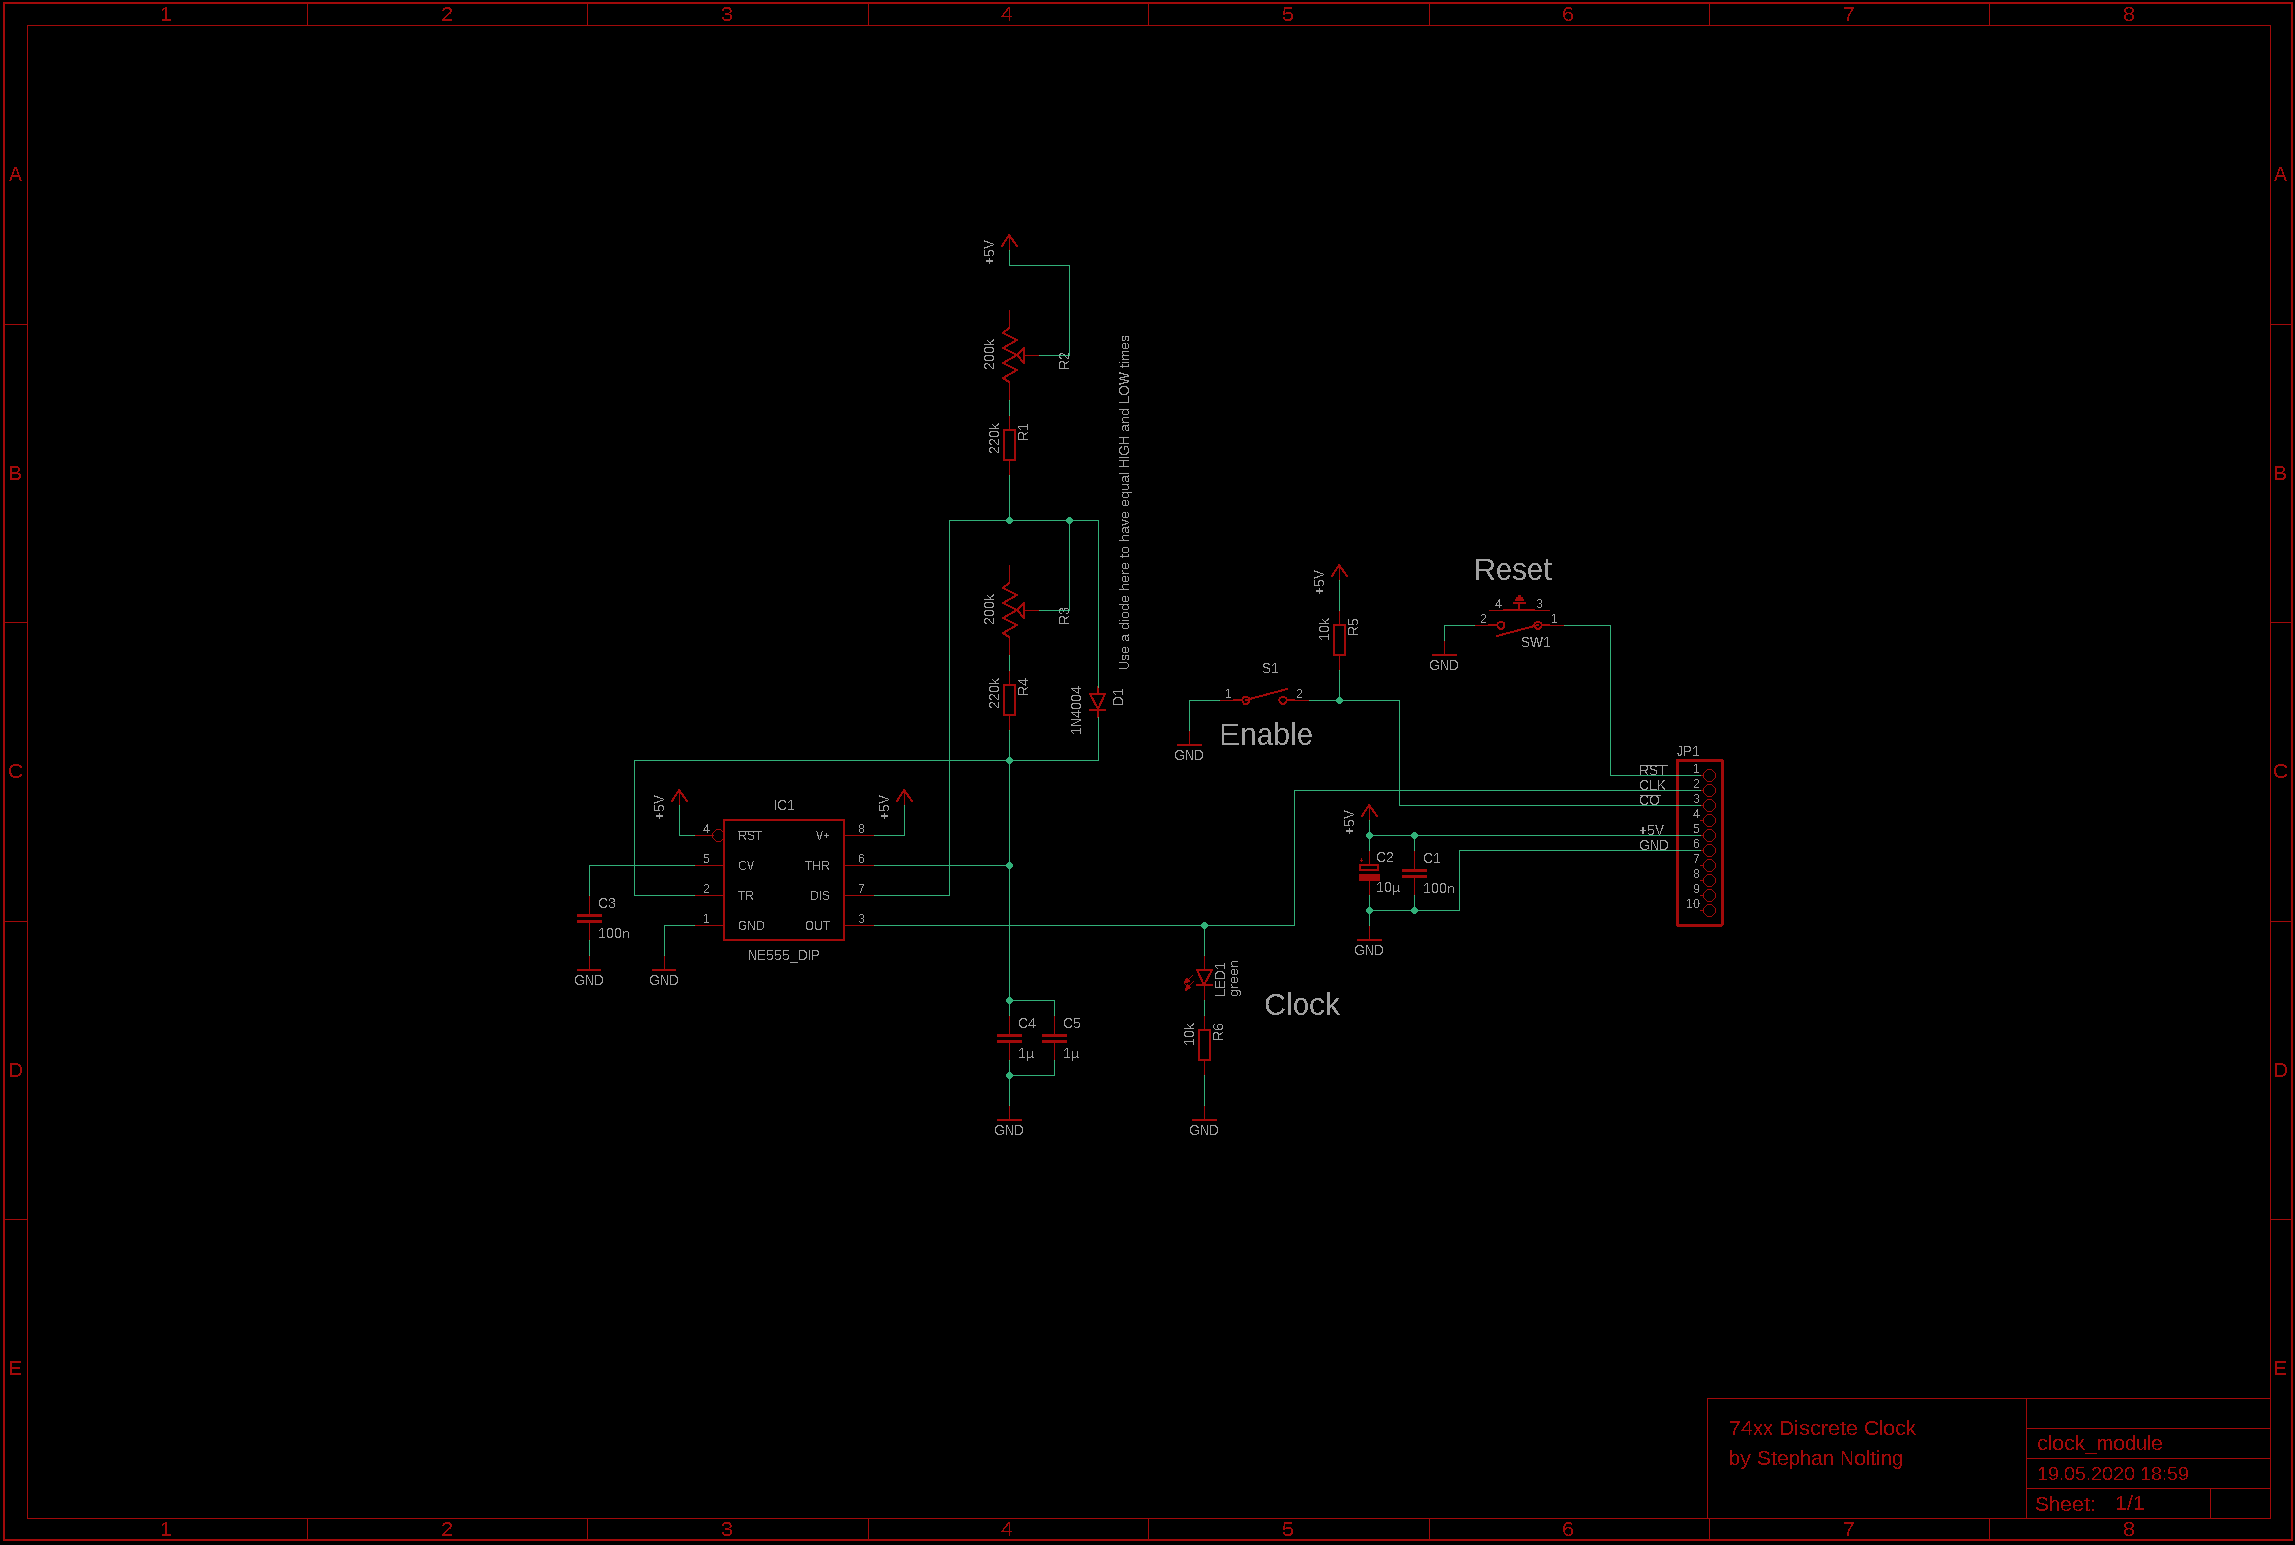 1 2 3 4 5 6 7 8
A A
+5V
200k R2
220k R1
B B
Use a diode here to have equal HIGH and LOW times
200k R3
220k R4
1N4004 D1
+5V
10k R5
Reset
4 3
2 1
SW1
GND
S1
1 2
Enable
GND
C C
JP1
RST 1
CLK 2
CO 3
4
+5V 5
GND 6
7
8
9
10
+5V IC1 +5V
4 RST V+ 8
5 CV THR 6
2 TR DIS 7
1 GND OUT 3
NE555_DIP
C3
100n
GND GND
+5V
C2 C1
10µ 100n
GND
LED1
green
Clock
10k R6
GND
C4 C5
1µ 1µ
GND
D D
E E
74xx Discrete Clock
by Stephan Nolting
clock_module
19.05.2020 18:59
Sheet: 1/1
1 2 3 4 5 6 7 8